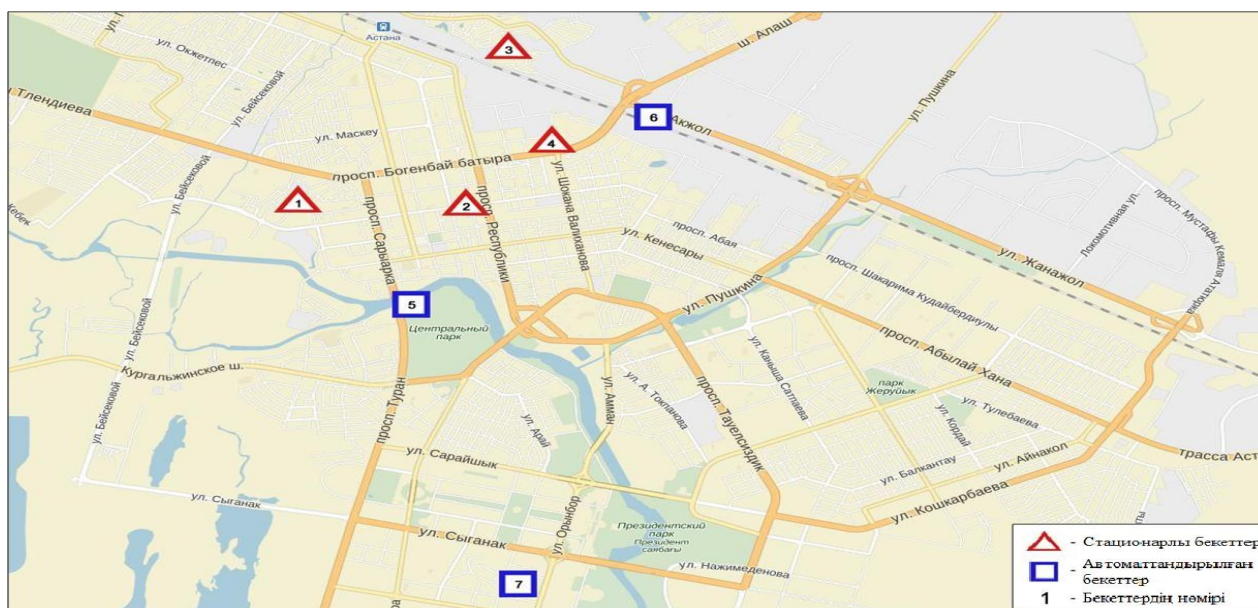 3
ш. Алаш
Астана
ул. Окжетпес
ул. Бейсековой
ул. Пушкина
Тлендиева
6
Акжол
ул. Маскеу
4
просп. Богенбай батыра
1
2
ул. Бейсековой
просп. Сарыарка
просп. Республики
ул. Шокана Валиханова
Кебек
ул. Кенесары
просп. Абая
просп. Мустафы Кемаля Ататюрка
Локомотивная ул.
ул. Жанажол
просп. Шакарима Кудайбердиулы
5
ул. Пушкина
Центральный
парк
ул. Бейсековой
Кургальжинское ш.
просп. Абылай Хана
ул. Каныша Сатпаева
парк
Жеруйык
ул. Амман
ул. А. Токпанова
просп. Тауелсиздик
просп. Туран
ул. Бейсековой
ул. Арай
ул. Тулебаева
ул. Кордай
ул. Сарайшык
ул. Балкантау
ул. Айнакол
трасса Аст
ул. Кошкарбаева
ул. Сыганак
ул. Орынбор
Президентский
парк
Президент
саябағы
ул. Сыганак
ул. Нажимеденова
7
- Стационарлы бекеттер
- Автоматтандырылған
бекеттер
1 - Бекеттердің нөмірі